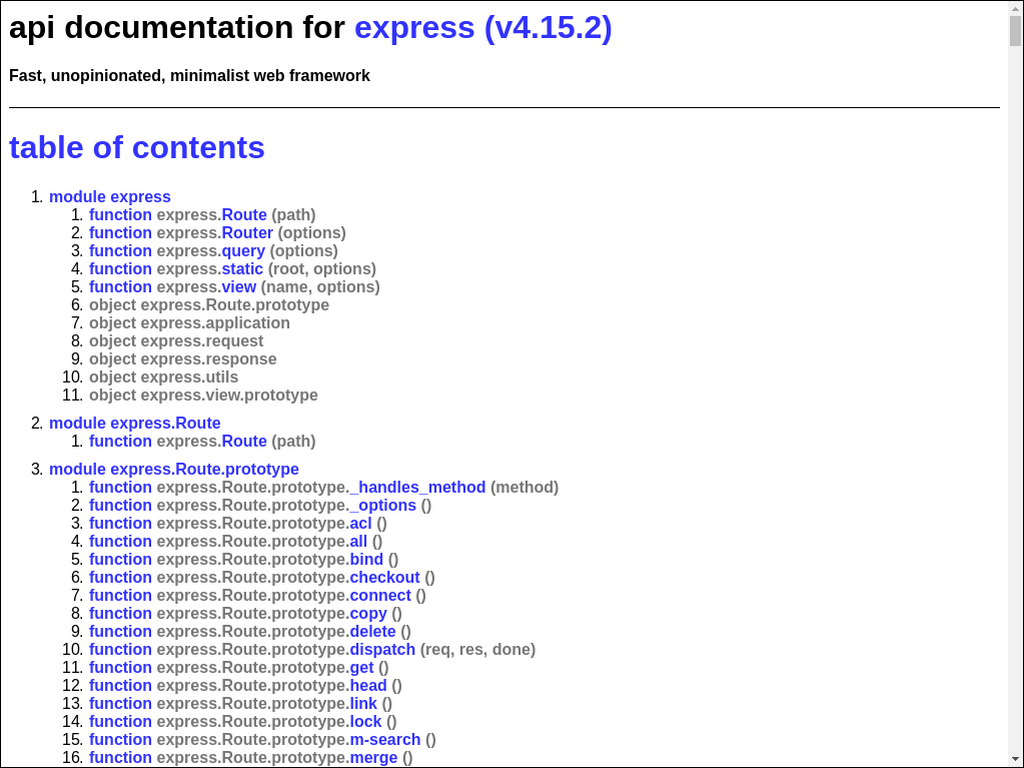 api documentation for express (v4.15.2)
Fast, unopinionated, minimalist web framework
table of contents
1. module express
1. function express.Route (path)
2. function express.Router (options)
3. function express.query (options)
4. function express.static (root, options)
5. function express.view (name, options)
6. object express.Route.prototype
7. object express.application
8. object express.request
9. object express.response
10. object express.utils
11. object express.view.prototype
2. module express.Route
1. function express.Route (path)
3. module express.Route.prototype
1. function express.Route.prototype._handles_method (method)
2. function express.Route.prototype._options ()
3. function express.Route.prototype.acl ()
4. function express.Route.prototype.all ()
5. function express.Route.prototype.bind ()
6. function express.Route.prototype.checkout ()
7. function express.Route.prototype.connect ()
8. function express.Route.prototype.copy ()
9. function express.Route.prototype.delete ()
10. function express.Route.prototype.dispatch (req, res, done)
11. function express.Route.prototype.get ()
12. function express.Route.prototype.head ()
13. function express.Route.prototype.link ()
14. function express.Route.prototype.lock ()
15. function express.Route.prototype.m-search ()
16. function express.Route.prototype.merge ()